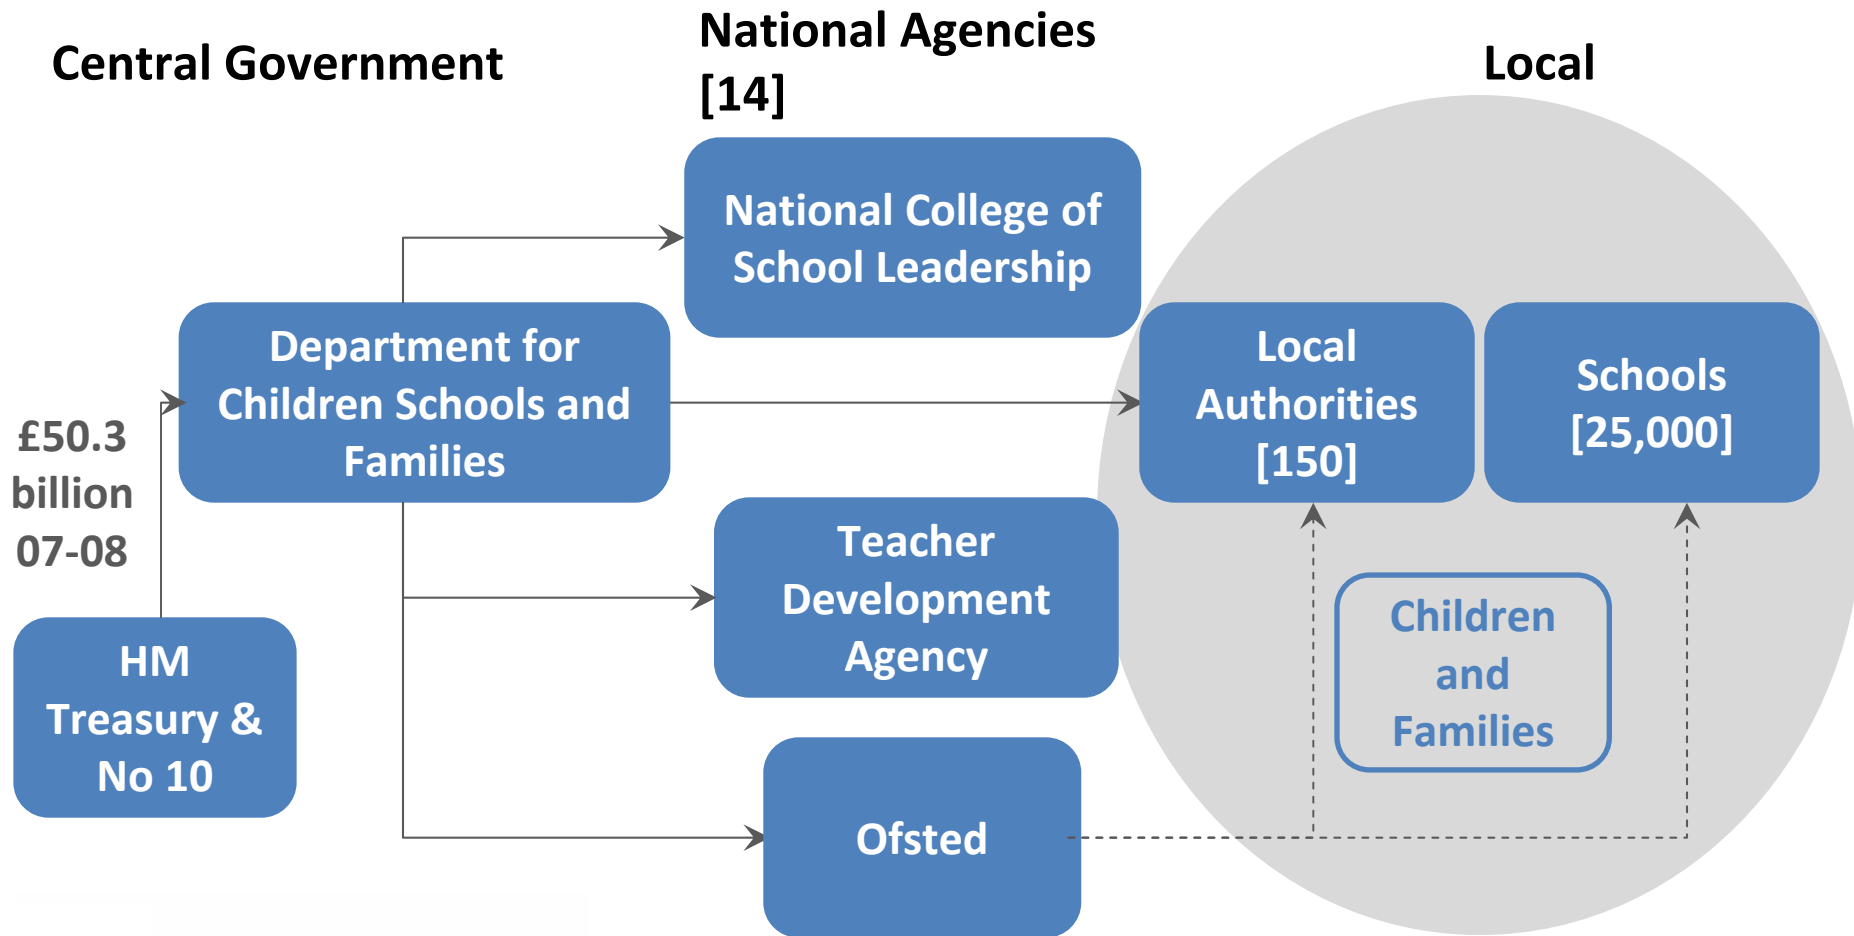 Central Government
National Agencies
[14]
Local
National College of
School Leadership
Department for
Children Schools and
Families
Local
Authorities
[150]
Schools
[25,000]
£50.3
billion
07-08
Teacher
Development
Agency
HM
Treasury &
No 10
Children
and
Families
Ofsted